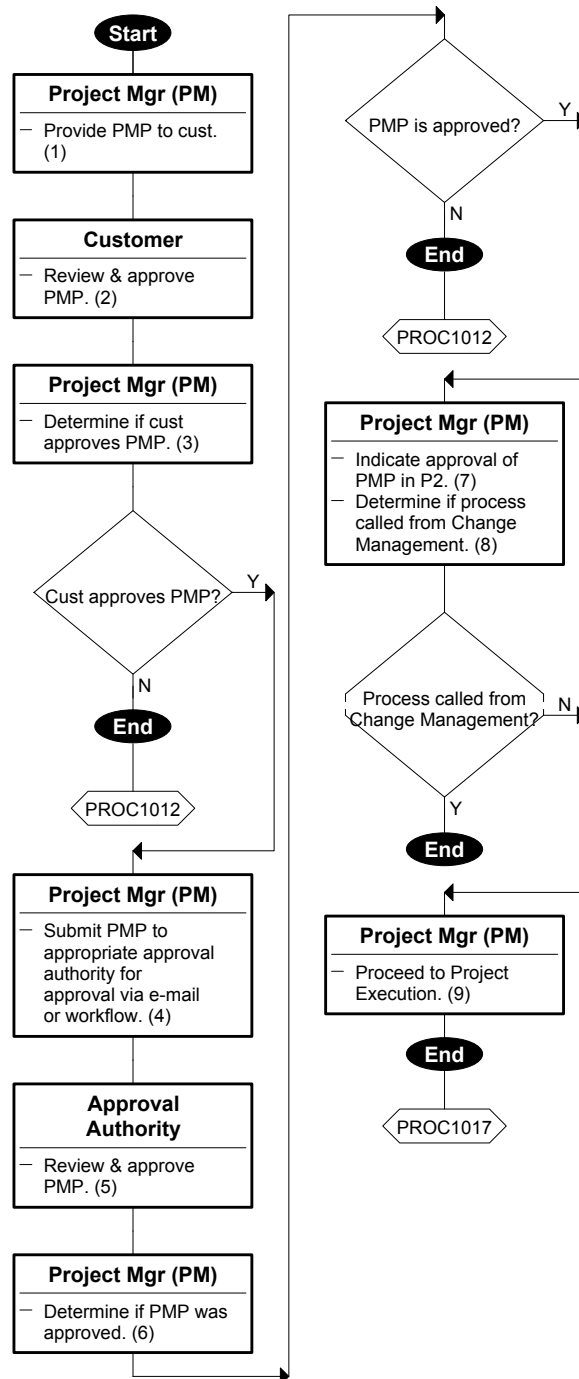 Start
Project Mgr (PM)
— Provide PMP to cust.
(1)
Customer
— Review & approve
PMP. (2)
Project Mgr (PM)
— Determine if cust
approves PMP. (3)
Cust approves PMP?
Y
N
End
PROC1012
Project Mgr (PM)
— Submit PMP to
appropriate approval
authority for
approval via e-mail
or workflow. (4)
Approval
Authority
— Review & approve
PMP. (5)
Project Mgr (PM)
— Determine if PMP was
approved. (6)
PMP is approved?
Y
N
End
PROC1012
Project Mgr (PM)
— Indicate approval of
PMP in P2. (7)
— Determine if process
called from Change
Management. (8)
Process called from
Change Management?
N
Y
End
Project Mgr (PM)
— Proceed to Project
Execution. (9)
End
PROC1017